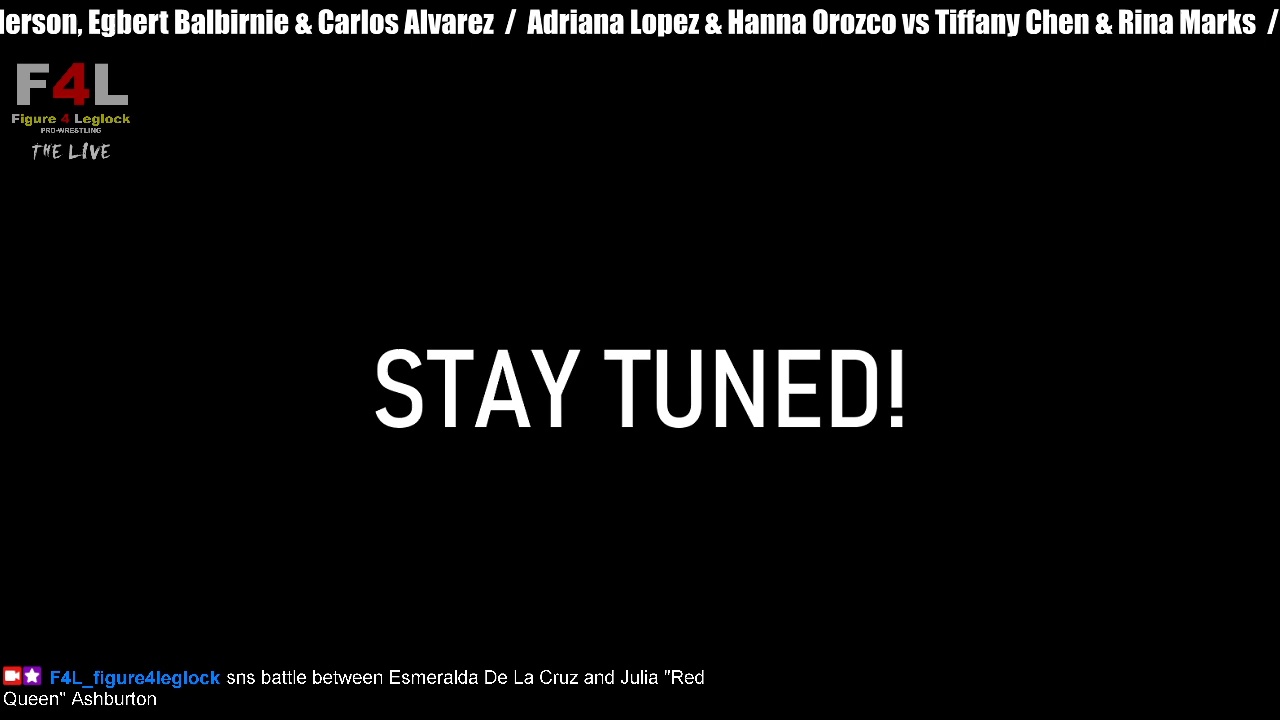 derson, Egbert Balbirnie & Carlos Alvarez / Adriana Lopez & Hanna Orozco vs Tiffany Chen & Rina Marks /
F4L
Figure 4 Leglock
PRO-WRESTLING
THE LIVE
STAY TUNED!
F4L_figure4leglock sns battle between Esmeralda De La Cruz and Julia "Red
Queen" Ashburton